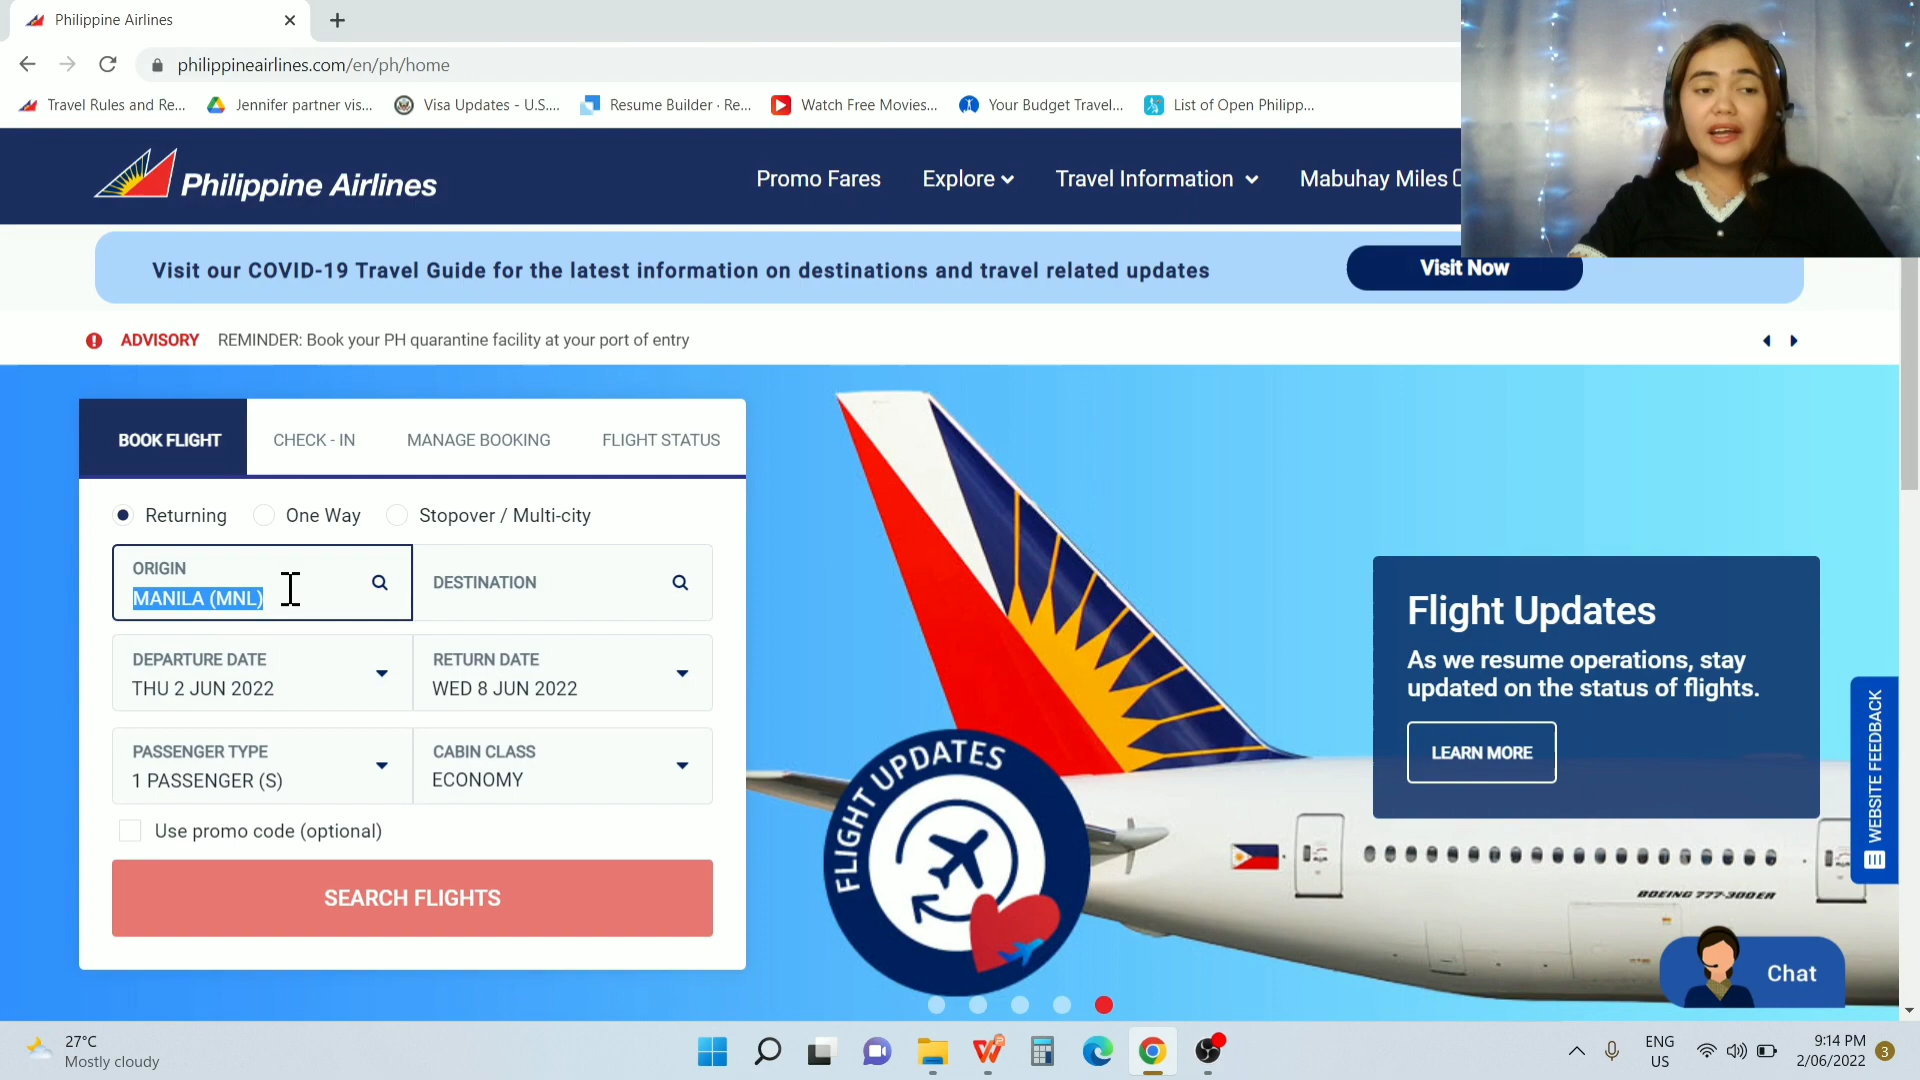 Philippine Airlines
philippineairlines.com/en/ph/home
Travel Rules and Re...
Jennifer partner vis...
Visa Updates - U.S....
Resume Builder · Re...
Watch Free Movies...
Your Budget Travel...
List of Open Philipp...
Philippine Airlines
Promo Fares
Explore
Travel Information
Mabuhay Miles
Visit our COVID-19 Travel Guide for the latest information on destinations and travel related updates
Visit Now
ADVISORY
REMINDER: Book your PH quarantine facility at your port of entry
BOOK FLIGHT
CHECK - IN
MANAGE BOOKING
FLIGHT STATUS
Returning
One Way
Stopover / Multi-city
ORIGIN
MANILA (MNL)
DESTINATION
DEPARTURE DATE
THU 2 JUN 2022
RETURN DATE
WED 8 JUN 2022
PASSENGER TYPE
1 PASSENGER (S)
CABIN CLASS
ECONOMY
Use promo code (optional)
SEARCH FLIGHTS
FLIGHT UPDATES
Flight Updates
As we resume operations, stay
updated on the status of flights.
LEARN MORE
WEBSITE FEEDBACK
BOEING 777-300ER
Chat
27°C
Mostly cloudy
ENG
US
9:14 PM
2/06/2022
3